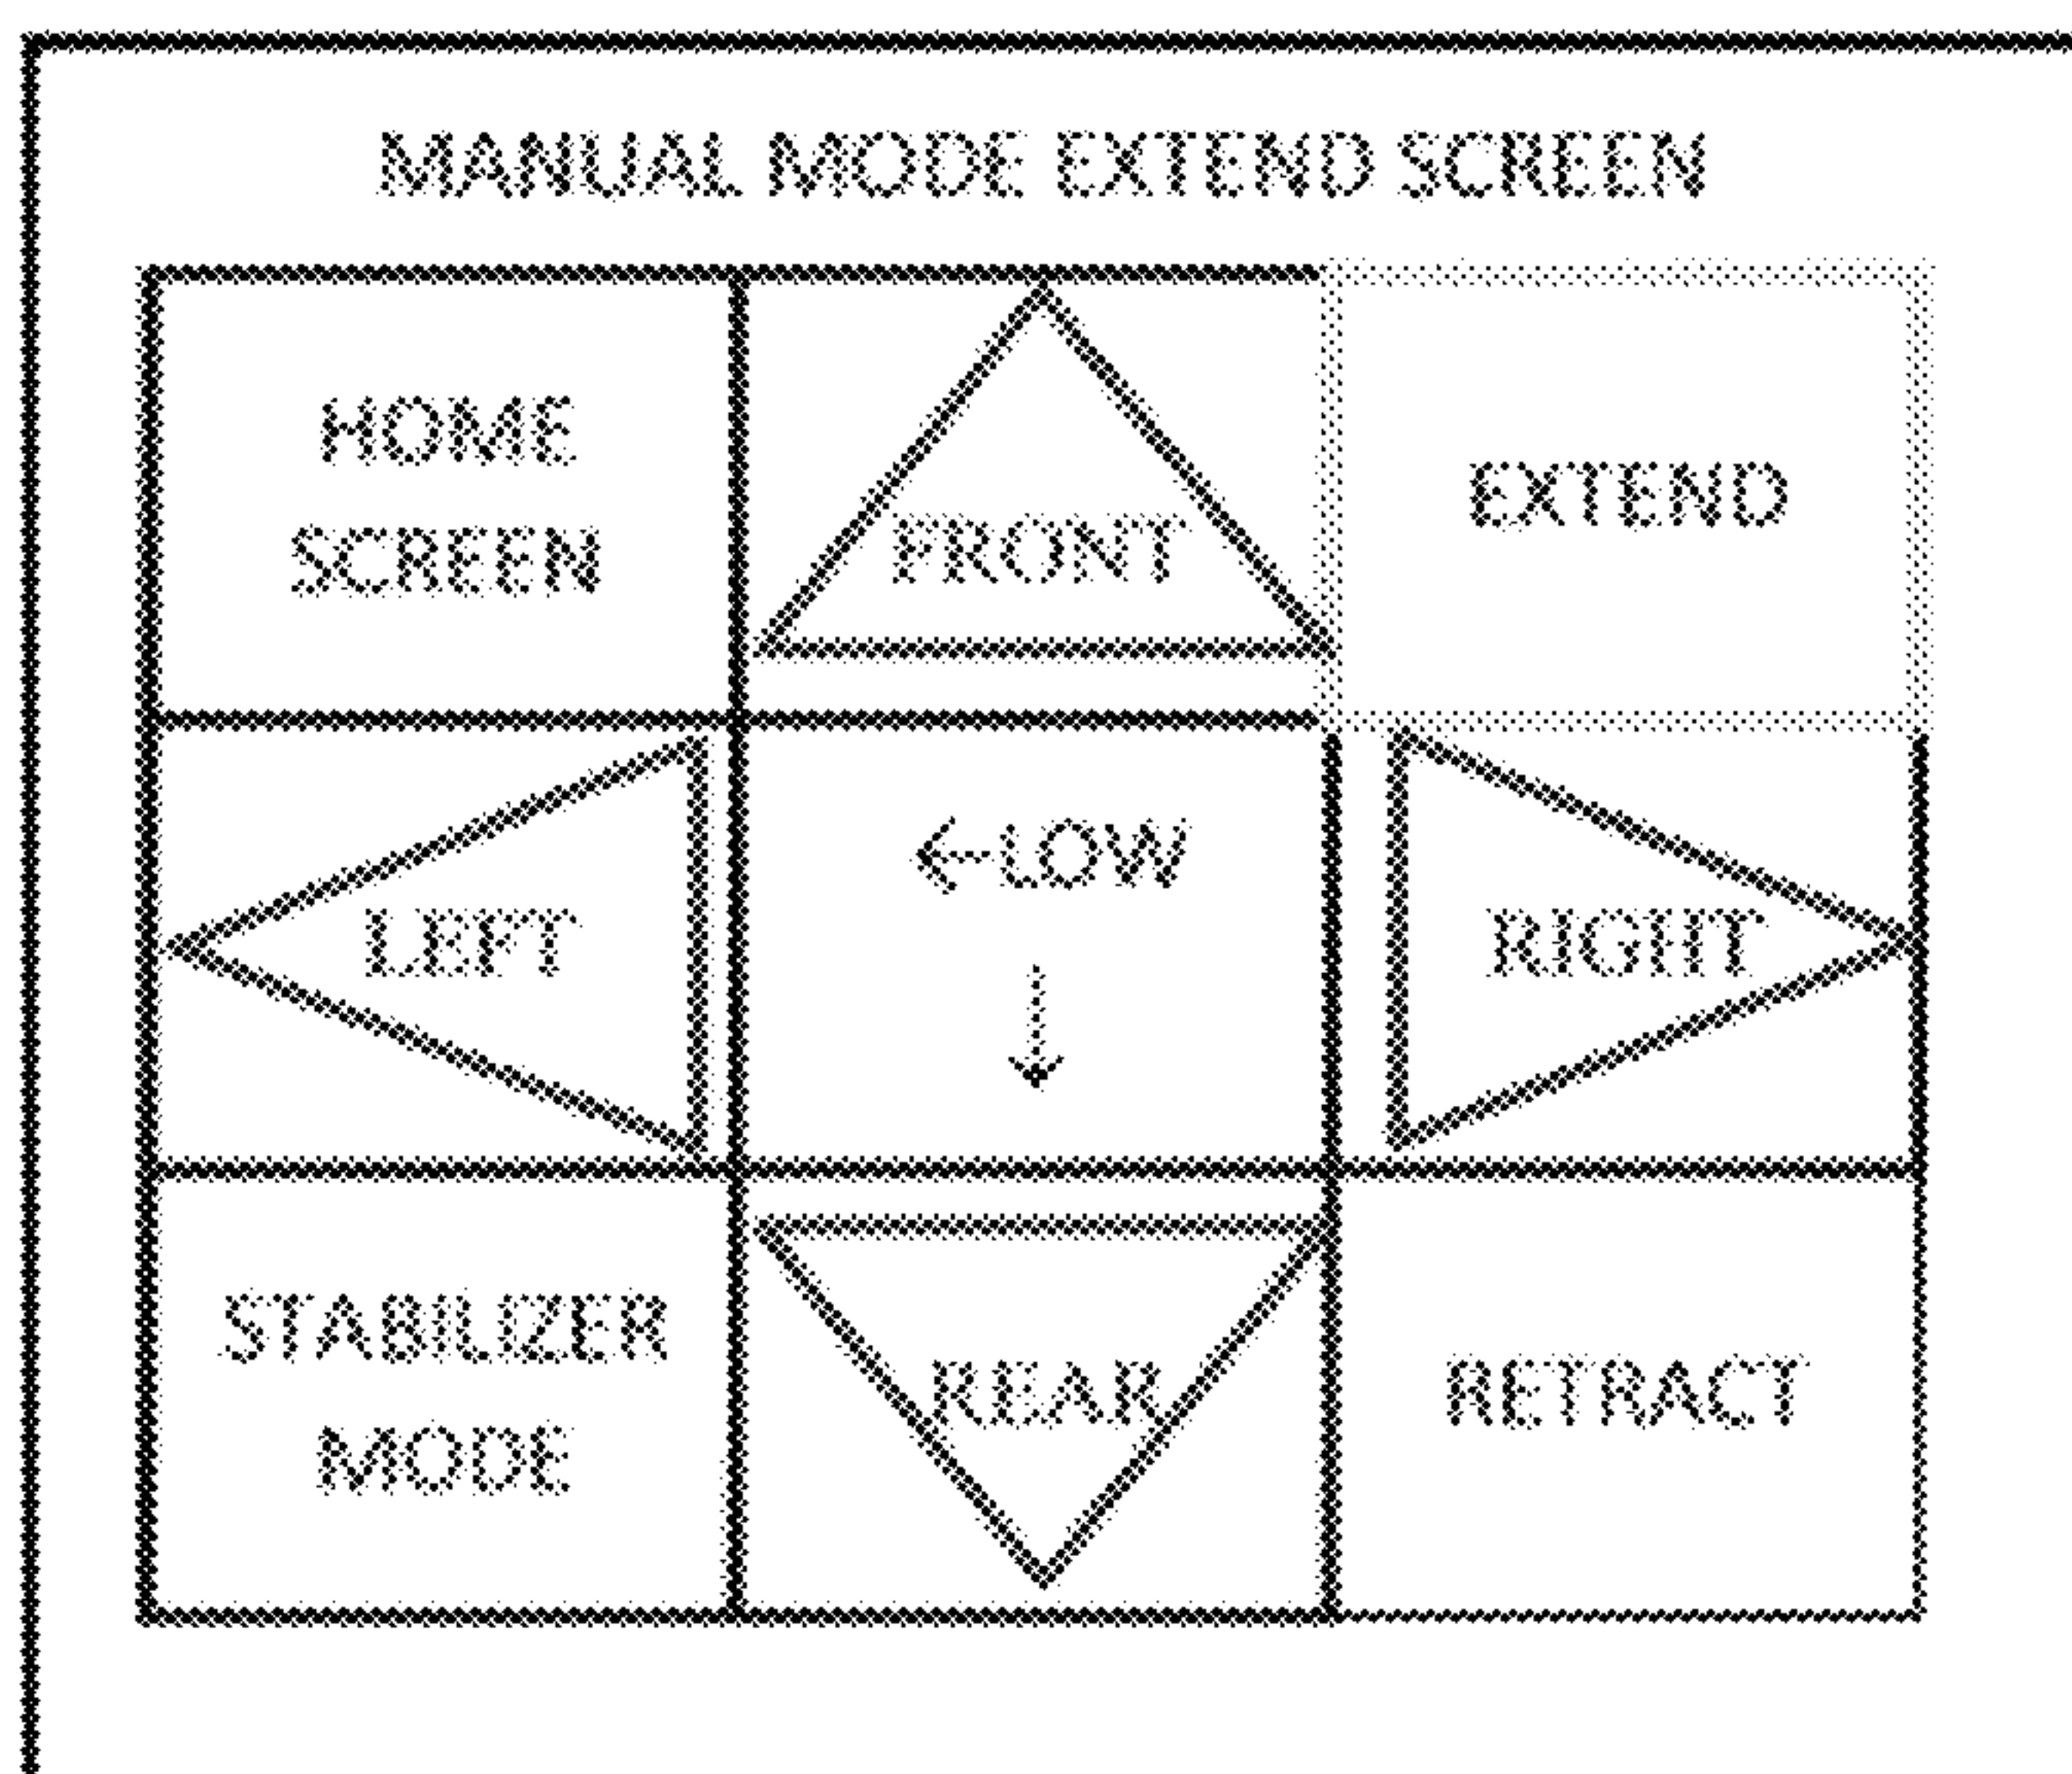 MANUAL MODE EXTEND SCREEN
HOME
SCREEN
FRONT
EXTEND
LEFT
←LOW
↓
RIGHT
STABILIZER
MODE
REAR
RETRACT